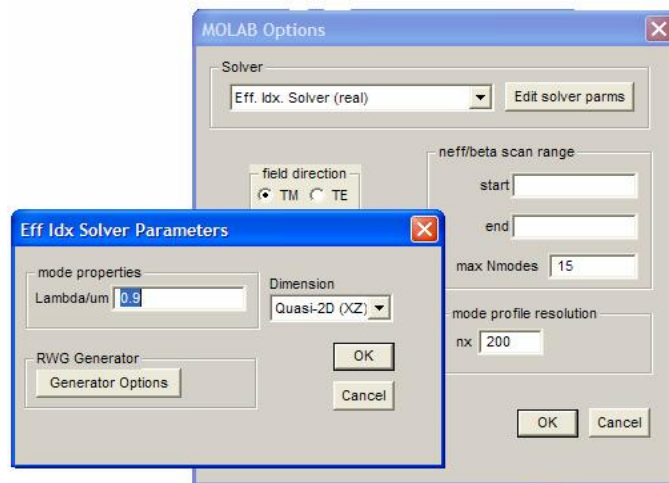 MOLAB Options
Solver
Eff. Idx. Solver (real)
Edit solver parms
neff/beta scan range
field direction
start
TM TE
end
max Nmodes 15
mode profile resolution
nx 200
OK Cancel
Eff Idx Solver Parameters
mode properties
Lambda/um 0.9
Dimension
Quasi-2D (XZ)
RWG Generator
Generator Options
OK
Cancel